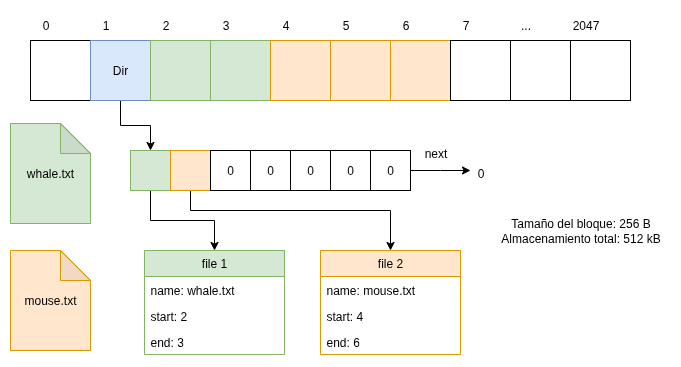 0 1 2 3 4 5 6 7 ... 2047
Dir
whale.txt
0 0 0 0 0
next
0
Tamaño del bloque: 256 B
Almacenamiento total: 512 kB
mouse.txt
file 1
name: whale.txt
start: 2
end: 3
file 2
name: mouse.txt
start: 4
end: 6